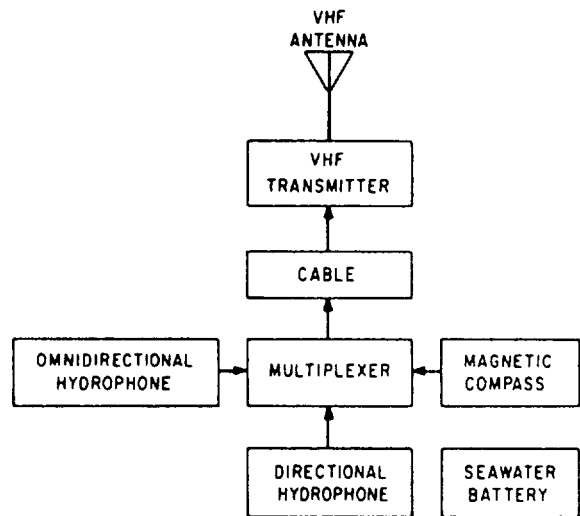 VHF
ANTENNA
VHF
TRANSMITTER
CABLE
OMNIDIRECTIONAL
HYDROPHONE
MULTIPLEXER
MAGNETIC
COMPASS
DIRECTIONAL
HYDROPHONE
SEAWATER
BATTERY